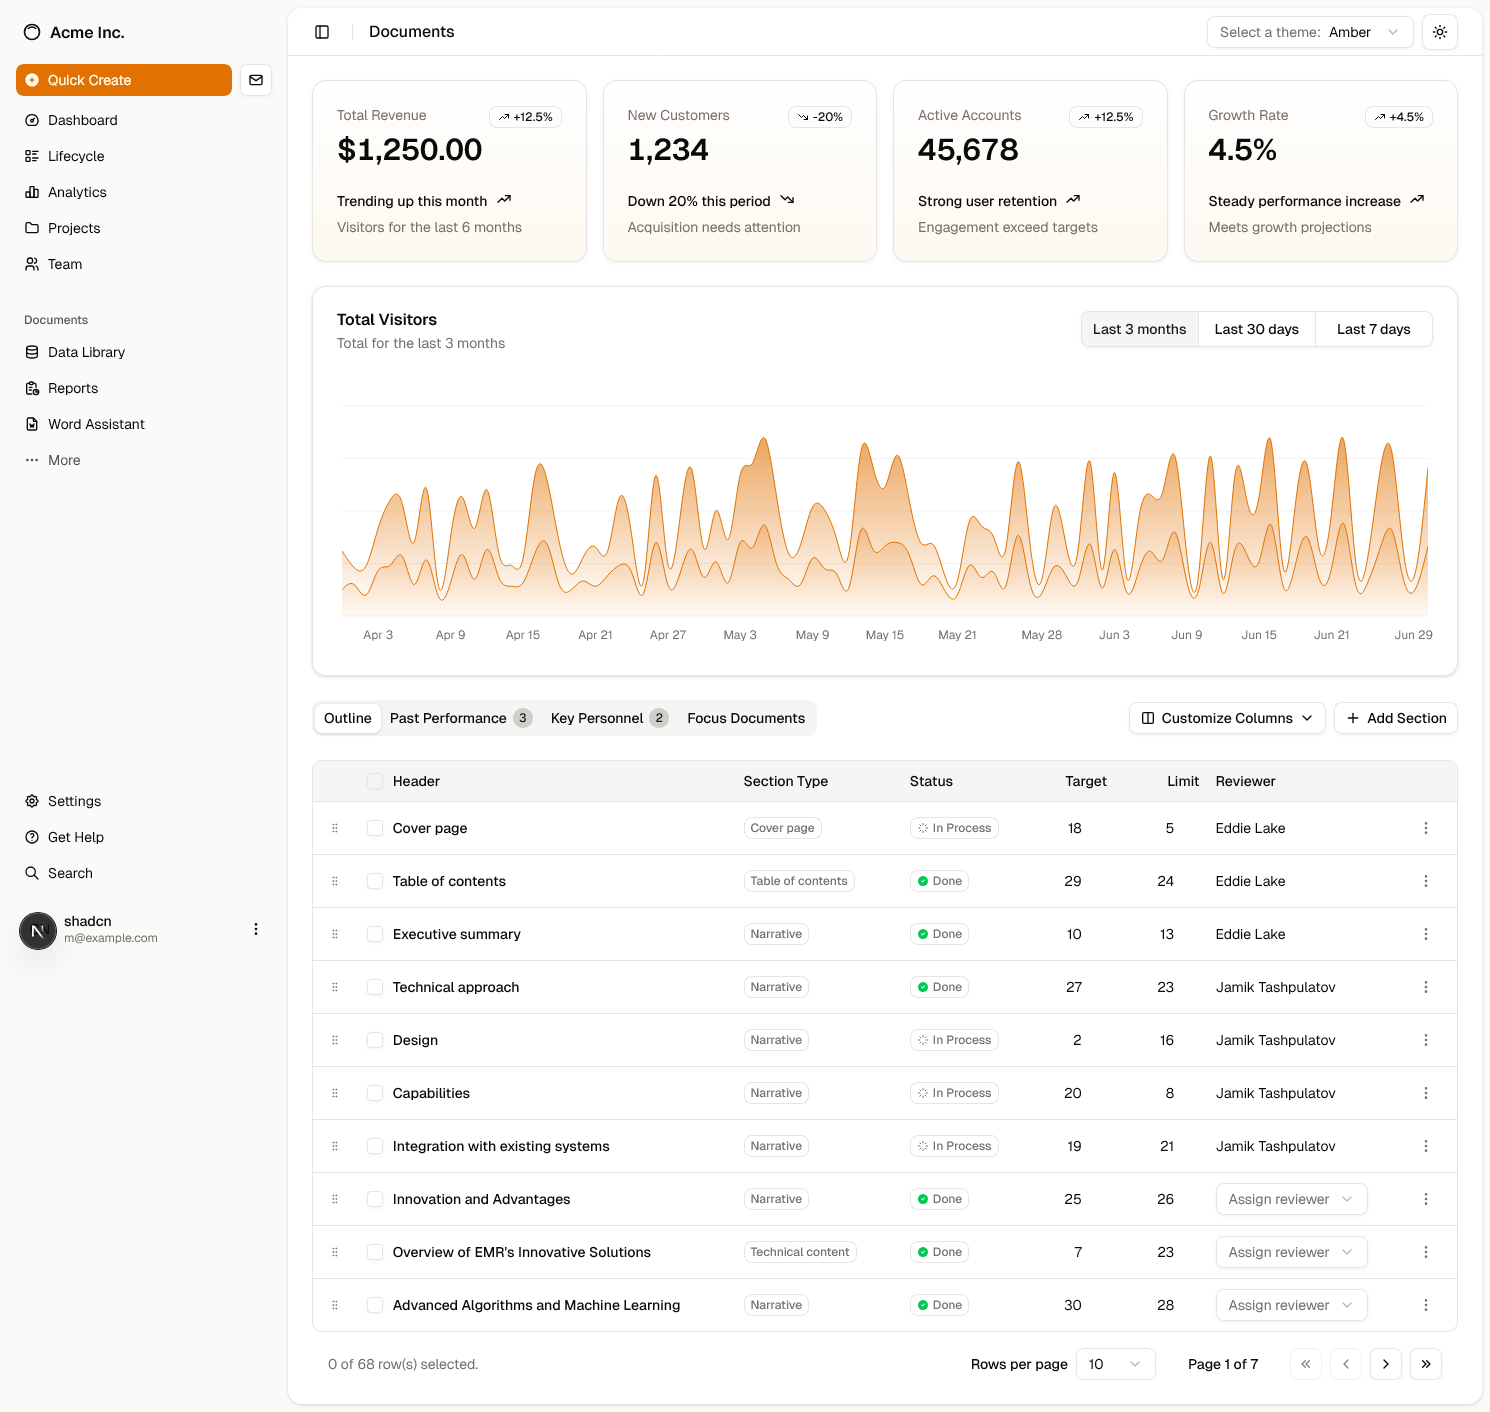 Acme Inc.
Quick Create
Dashboard
Lifecycle
Analytics
Projects
Team
Documents
Data Library
Reports
Word Assistant
More
Settings
Get Help
Search
shadcn
m@example.com
Documents
Select a theme: Amber
Total Revenue +12.5%
$1,250.00
Trending up this month
Visitors for the last 6 months
New Customers -20%
1,234
Down 20% this period
Acquisition needs attention
Active Accounts +12.5%
45,678
Strong user retention
Engagement exceed targets
Growth Rate +4.5%
4.5%
Steady performance increase
Meets growth projections
Total Visitors
Total for the last 3 months
Last 3 months Last 30 days Last 7 days
Apr 3 Apr 9 Apr 15 Apr 21 Apr 27 May 3 May 9 May 15 May 21 May 28 Jun 3 Jun 9 Jun 15 Jun 21 Jun 29
Outline Past Performance 3 Key Personnel 2 Focus Documents Customize Columns Add Section
Header Section Type Status Target Limit Reviewer
Cover page Cover page In Process 18 5 Eddie Lake
Table of contents Table of contents Done 29 24 Eddie Lake
Executive summary Narrative Done 10 13 Eddie Lake
Technical approach Narrative Done 27 23 Jamik Tashpulatov
Design Narrative In Process 2 16 Jamik Tashpulatov
Capabilities Narrative In Process 20 8 Jamik Tashpulatov
Integration with existing systems Narrative In Process 19 21 Jamik Tashpulatov
Innovation and Advantages Narrative Done 25 26 Assign reviewer
Overview of EMR's Innovative Solutions Technical content Done 7 23 Assign reviewer
Advanced Algorithms and Machine Learning Narrative Done 30 28 Assign reviewer
0 of 68 row(s) selected. Rows per page 10 Page 1 of 7